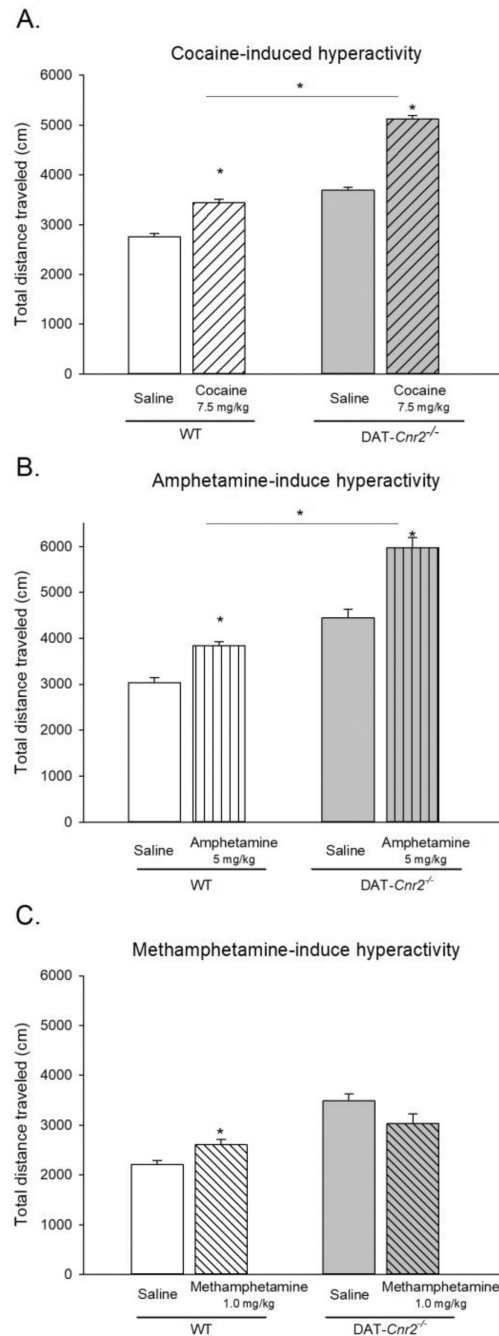 A.
Cocaine-induced hyperactivity
Total distance traveled (cm)
6000
5000
4000
3000
2000
1000
0
*
*
*
Saline
Cocaine
7.5 mg/kg
Saline
Cocaine
7.5 mg/kg
WT
DAT-Cnr2-/-
B.
Amphetamine-induce hyperactivity
Total distance traveled (cm)
6000
5000
4000
3000
2000
1000
0
*
*
*
Saline
Amphetamine
5 mg/kg
Saline
Amphetamine
5 mg/kg
WT
DAT-Cnr2-/-
C.
Methamphetamine-induce hyperactivity
Total distance traveled (cm)
6000
5000
4000
3000
2000
1000
0
*
Saline
Methamphetamine
1.0 mg/kg
Saline
Methamphetamine
1.0 mg/kg
WT
DAT-Cnr2-/-